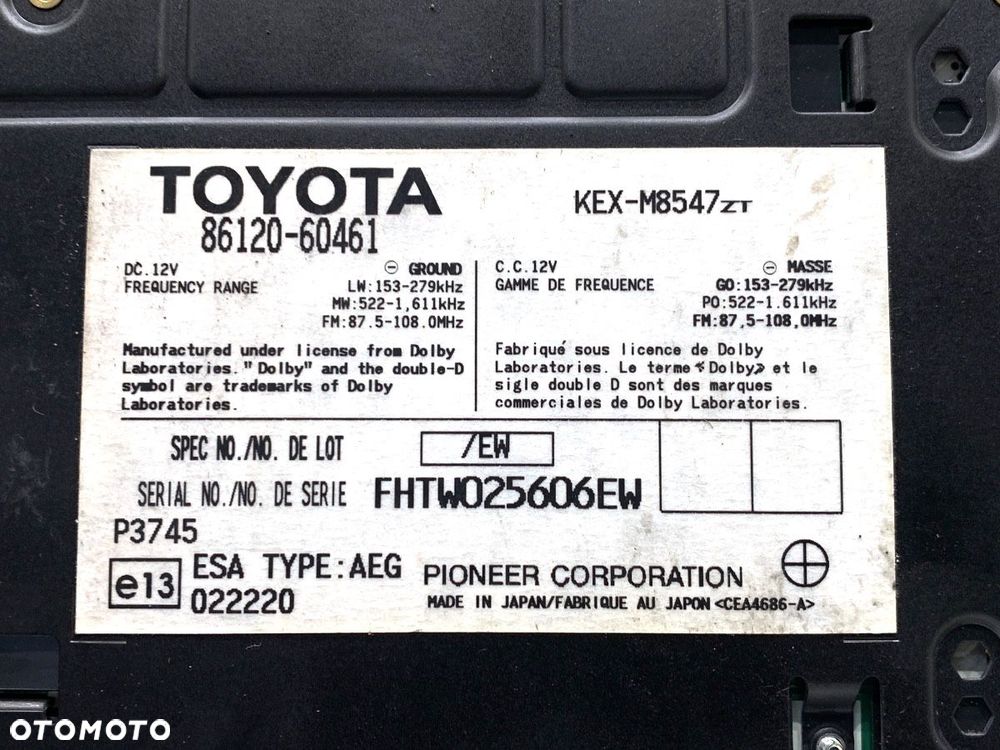 TOYOTA
86120-60461
KEX-M8547ZT
DC.12V ⊖ GROUND
FREQUENCY RANGE LW:153-279kHz
MW:522-1,611kHz
FM:87.5-108.0MHz
Manufactured under license from Dolby
Laboratories. "Dolby" and the double-D
symbol are trademarks of Dolby
Laboratories.
C.C.12V ⊖ MASSE
GAMME DE FREQUENCE GO:153-279kHz
PO:522-1.611kHz
FM:87,5-108,0MHz
Fabriqué sous licence de Dolby
Laboratories. Le terme «Dolby» et le
sigle double D sont des marques
commerciales de Dolby Laboratories.
SPEC NO./NO. DE LOT /EW
SERIAL NO./NO. DE SERIE FHTW025606EW
P3745
e13 ESA TYPE:AEG
022220
PIONEER CORPORATION
MADE IN JAPAN/FABRIQUE AU JAPON <CEA4686-A>
OTOMOTO